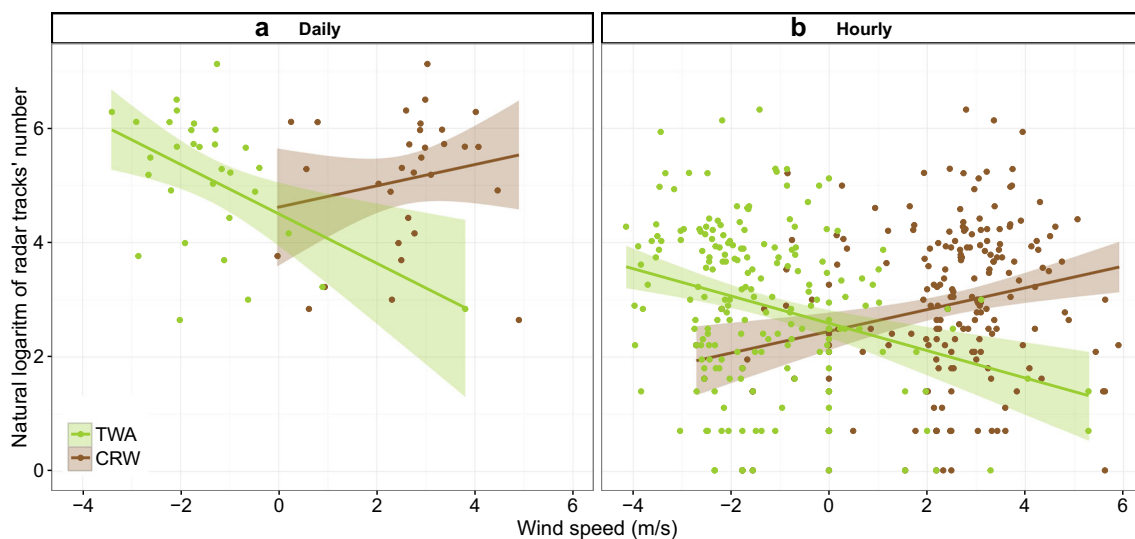 a Daily
b Hourly
Natural logaritm of radar tracks' number
6
4
2
0
TWA
CRW
−4 −2 0 2 4 6
−4 −2 0 2 4 6
Wind speed (m/s)